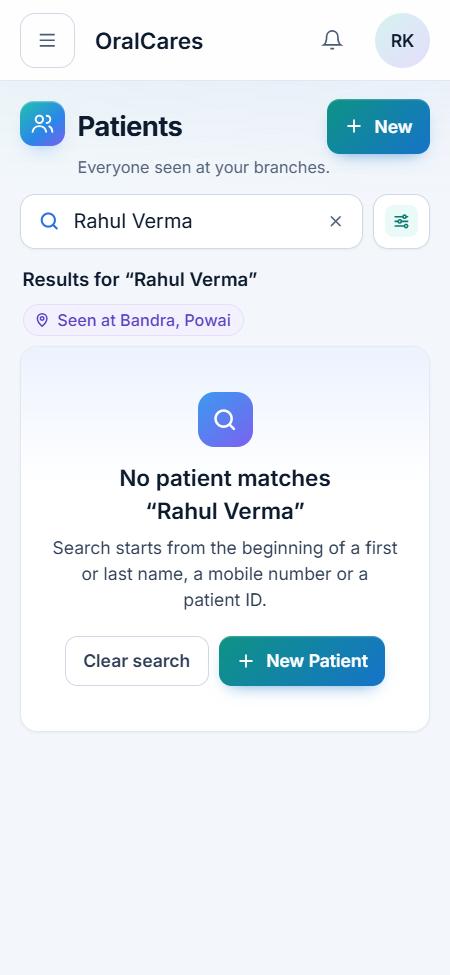 OralCares
RK
Patients
New
Everyone seen at your branches.
Rahul Verma
Results for “Rahul Verma”
Seen at Bandra, Powai
No patient matches
“Rahul Verma”
Search starts from the beginning of a first
or last name, a mobile number or a
patient ID.
Clear search
New Patient